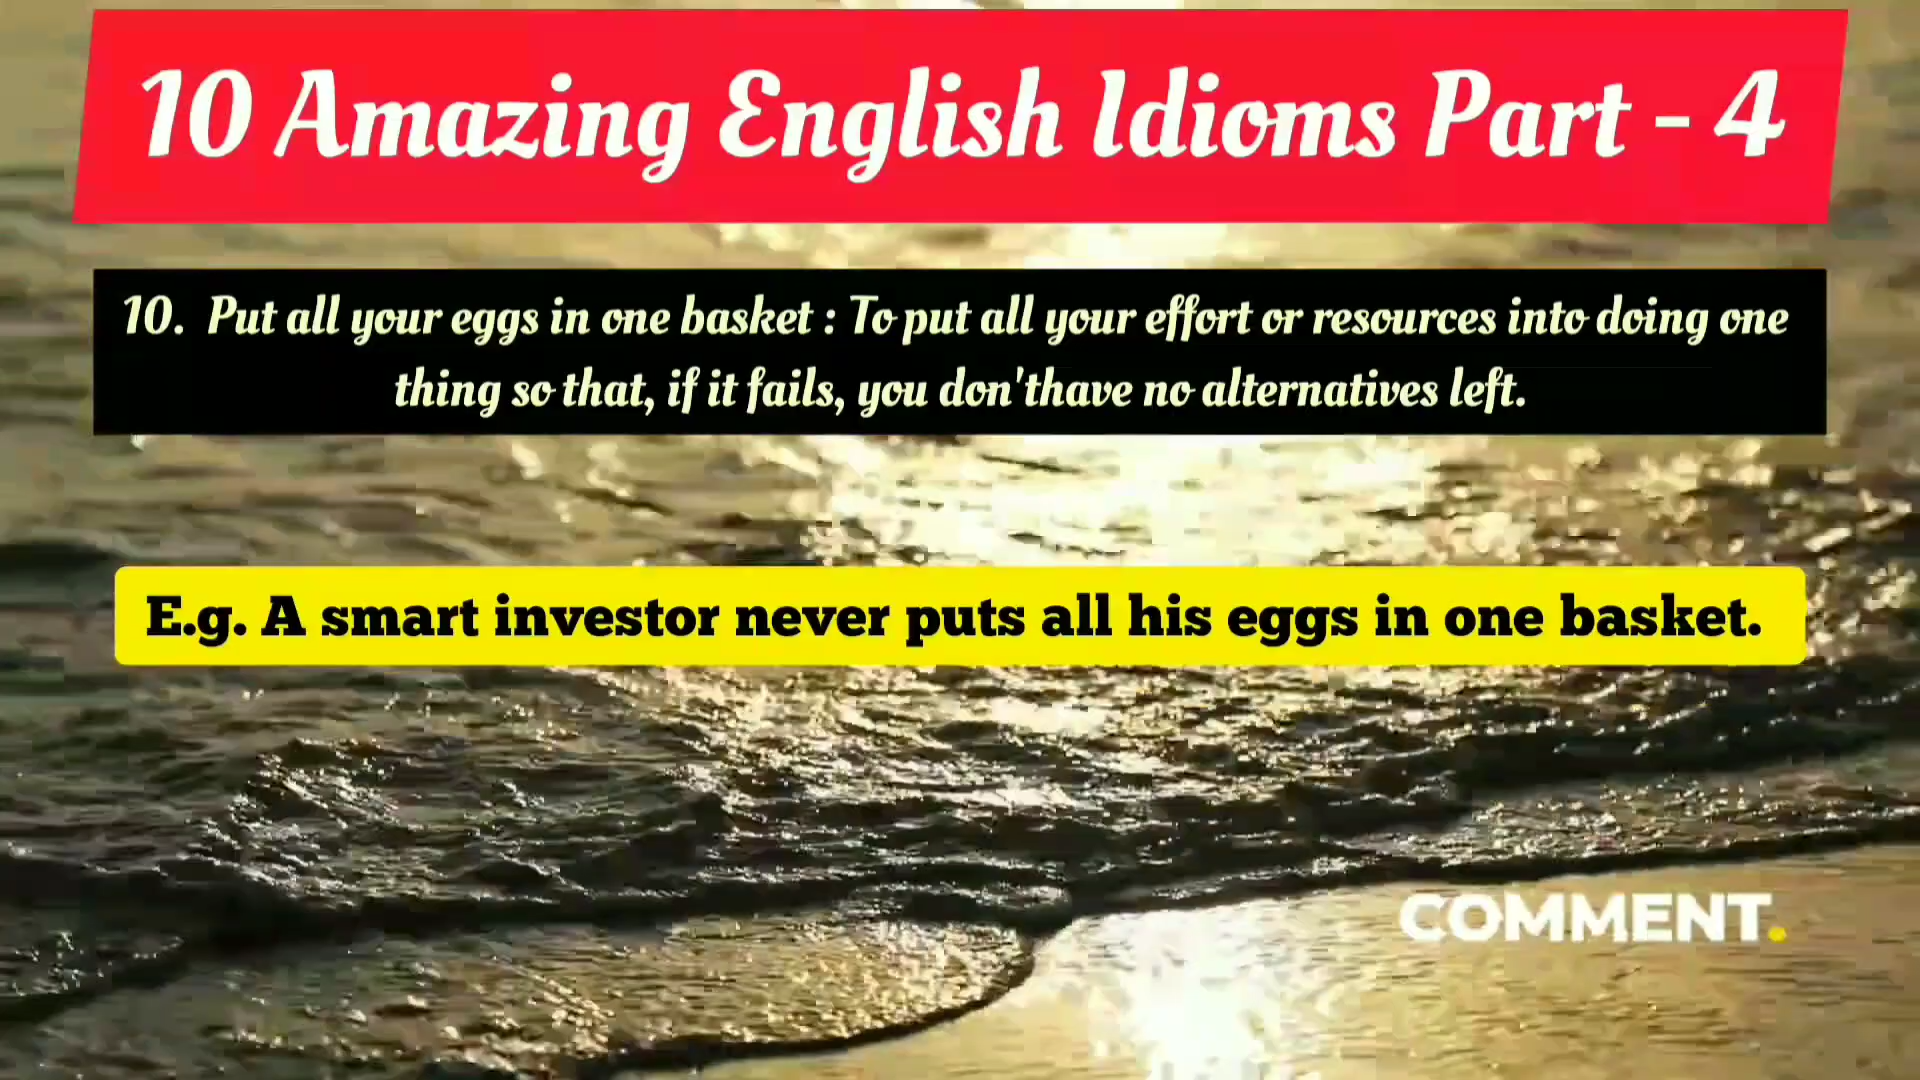 10 Amazing English Idioms Part - 4
10. Put all your eggs in one basket : To put all your effort or resources into doing one
thing so that, if it fails, you don'thave no alternatives left.
E.g. A smart investor never puts all his eggs in one basket.
COMMENT.